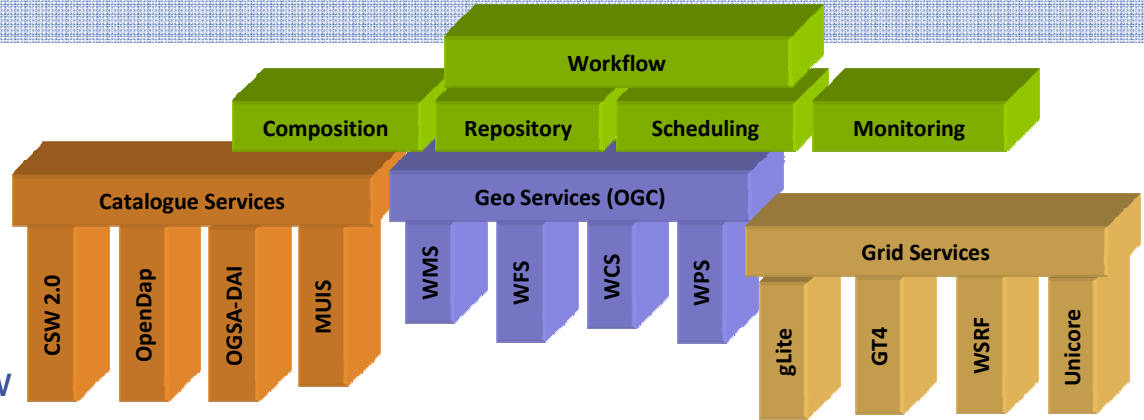 Workflow
Composition
Repository
Scheduling
Monitoring
Catalogue Services
Geo Services (OGC)
Grid Services
CSW 2.0
OpenDap
OGSA-DAI
MUIS
WMS
WFS
WCS
WPS
gLite
GT4
WSRF
Unicore